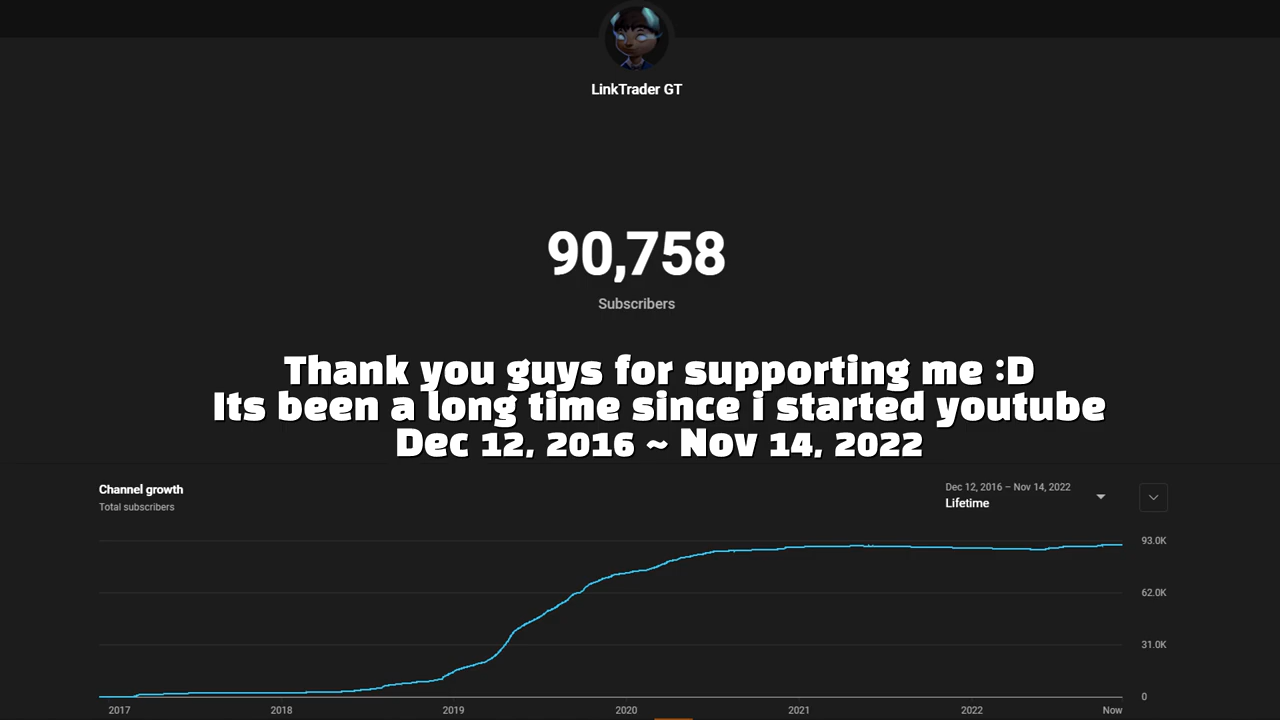 LinkTrader GT
90,758
Subscribers
Thank you guys for supporting me :D
Its been a long time since i started youtube
Dec 12, 2016 ~ Nov 14, 2022
Channel growth
Total subscribers
Dec 12, 2016 – Nov 14, 2022
Lifetime
93.0K
62.0K
31.0K
0
2017 2018 2019 2020 2021 2022 Now